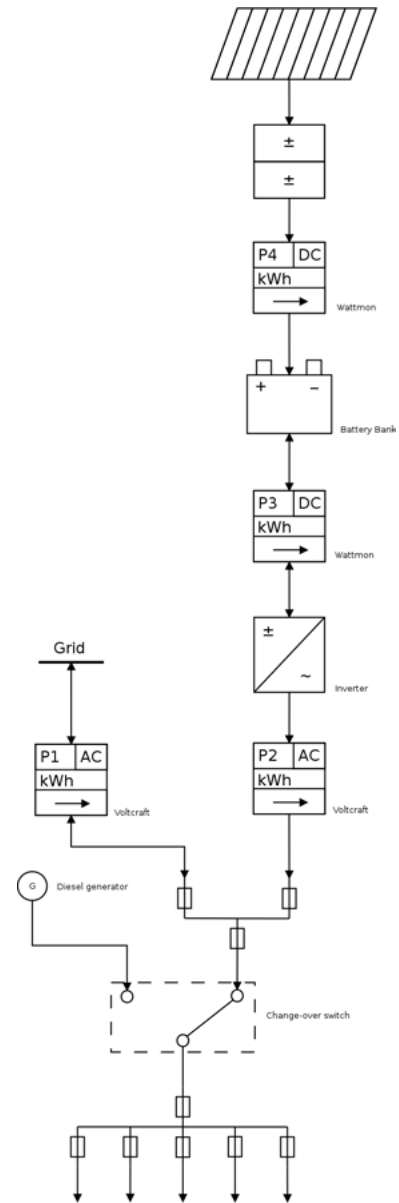 ±
±
P4 DC
kWh
Wattmon
+ −
Battery Bank
P3 DC
kWh
Wattmon
±
~
Inverter
Grid
P1 AC
kWh
Voltcraft
P2 AC
kWh
Voltcraft
G Diesel generator
Change-over switch